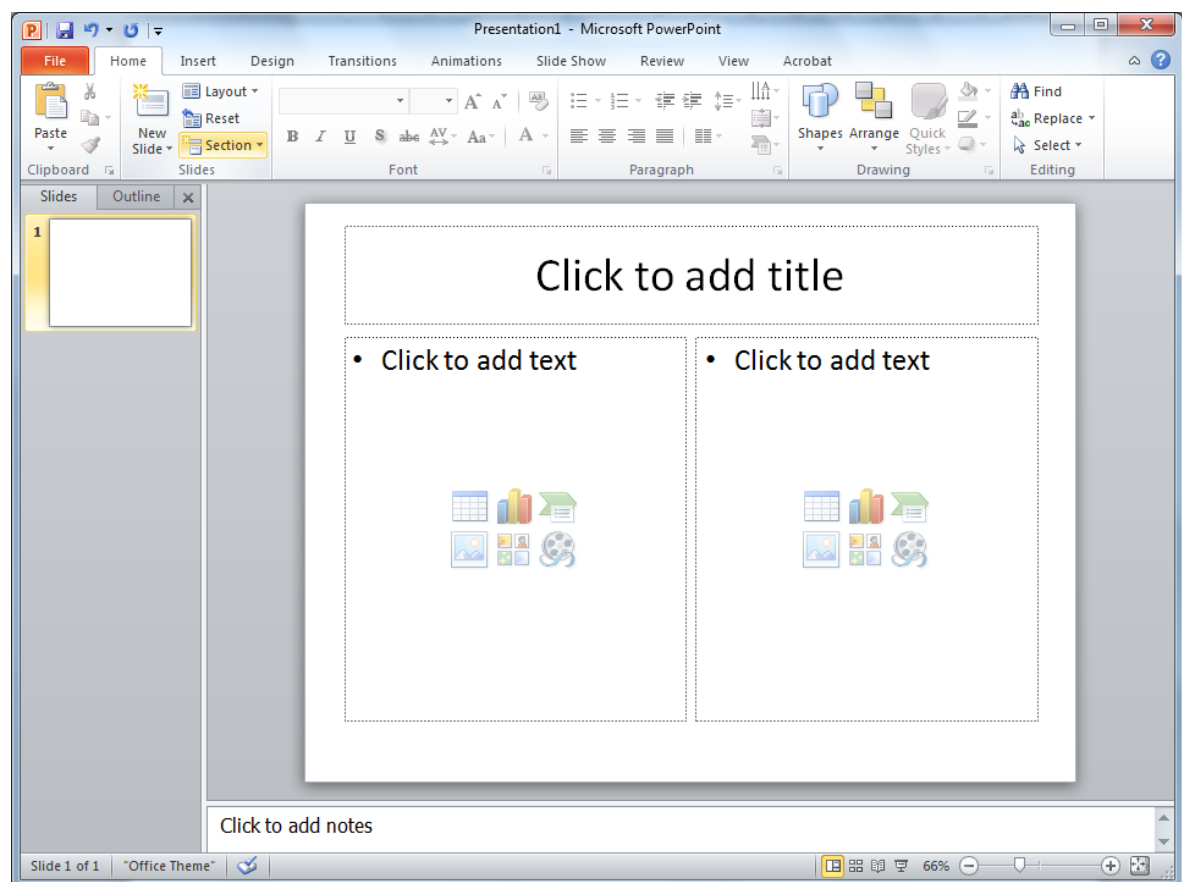 Presentation1 - Microsoft PowerPoint
File Home Insert Design Transitions Animations Slide Show Review View Acrobat
Paste
New Slide
Layout
Reset
Section
B I U S abc AV Aa A
A A
Shapes Arrange Quick Styles
Find
Replace
Select
Clipboard Slides Font Paragraph Drawing Editing
Slides Outline
1
Click to add title
• Click to add text
• Click to add text
Click to add notes
Slide 1 of 1 "Office Theme" 66%